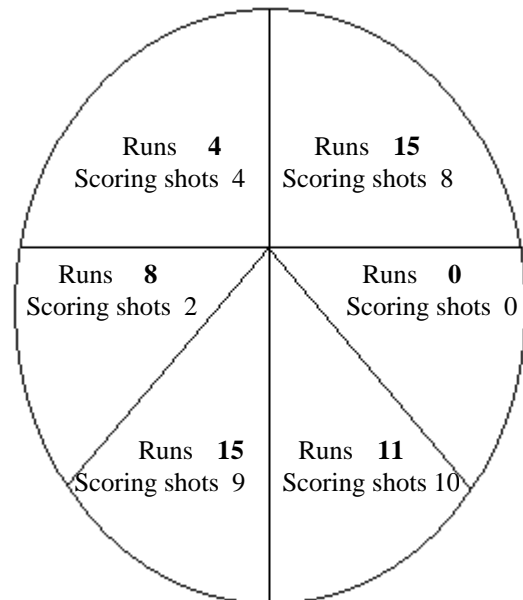 Runs 4
Scoring shots 4
Runs 15
Scoring shots 8
Runs 8
Scoring shots 2
Runs 0
Scoring shots 0
Runs 15
Scoring shots 9
Runs 11
Scoring shots 10